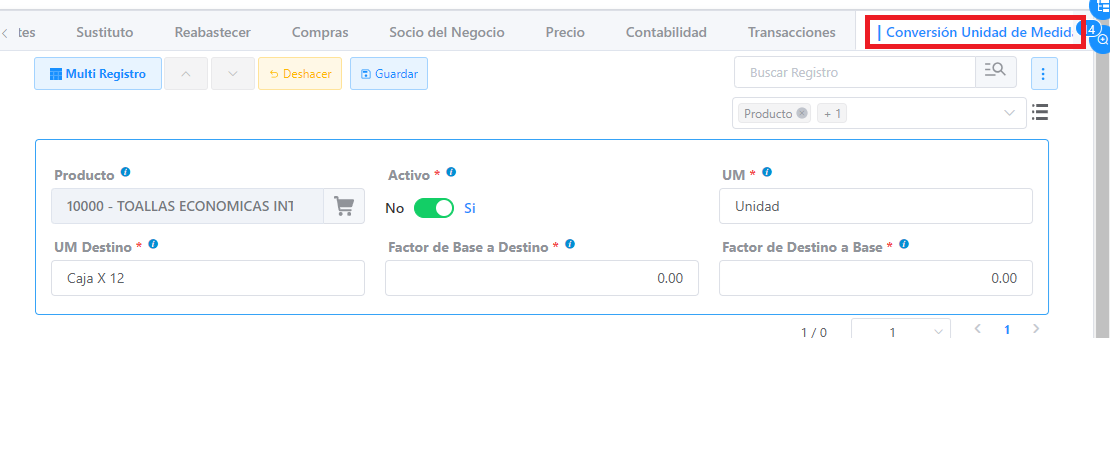 tes Sustituto Reabastecer Compras Socio del Negocio Precio Contabilidad Transacciones Conversión Unidad de Medid
Multi Registro Deshacer Guardar Buscar Registro
Producto + 1
Producto Activo * UM *
10000 - TOALLAS ECONOMICAS INT No Si Unidad
UM Destino * Factor de Base a Destino * Factor de Destino a Base *
Caja X 12 0.00 0.00
1 / 0 1 1